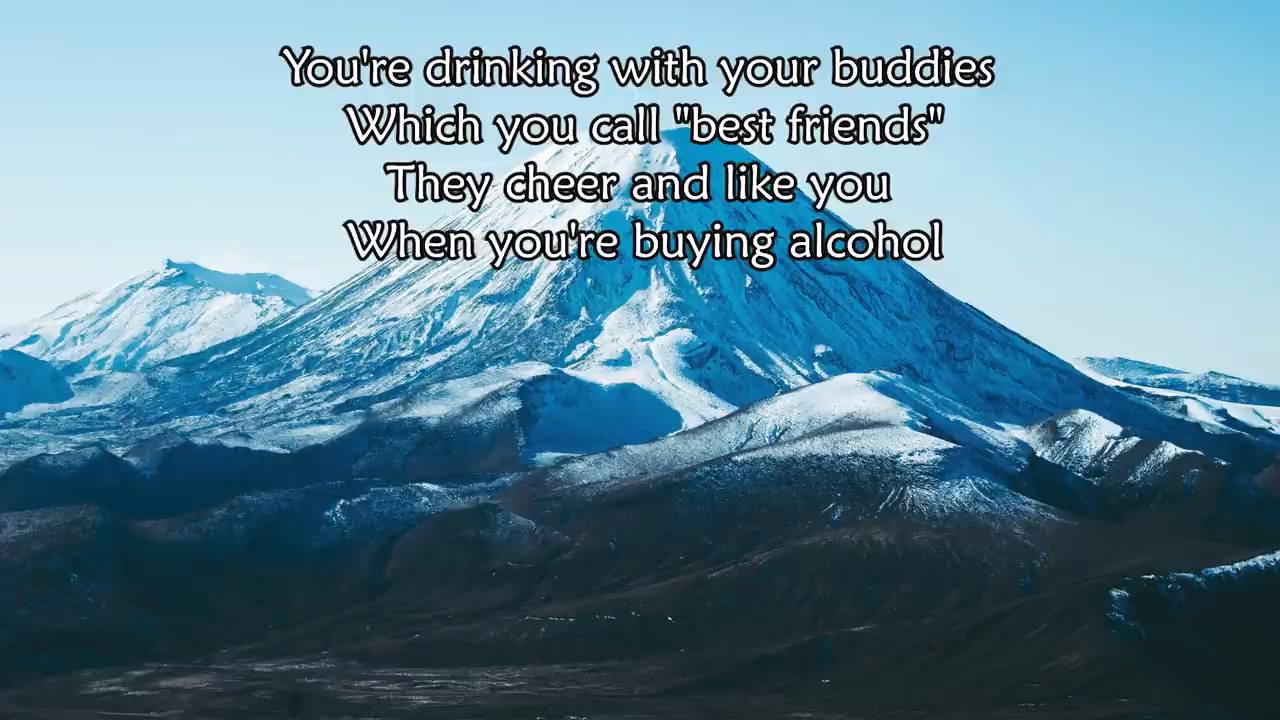 You're drinking with your buddies
Which you call "best friends"
They cheer and like you
When you're buying alcohol